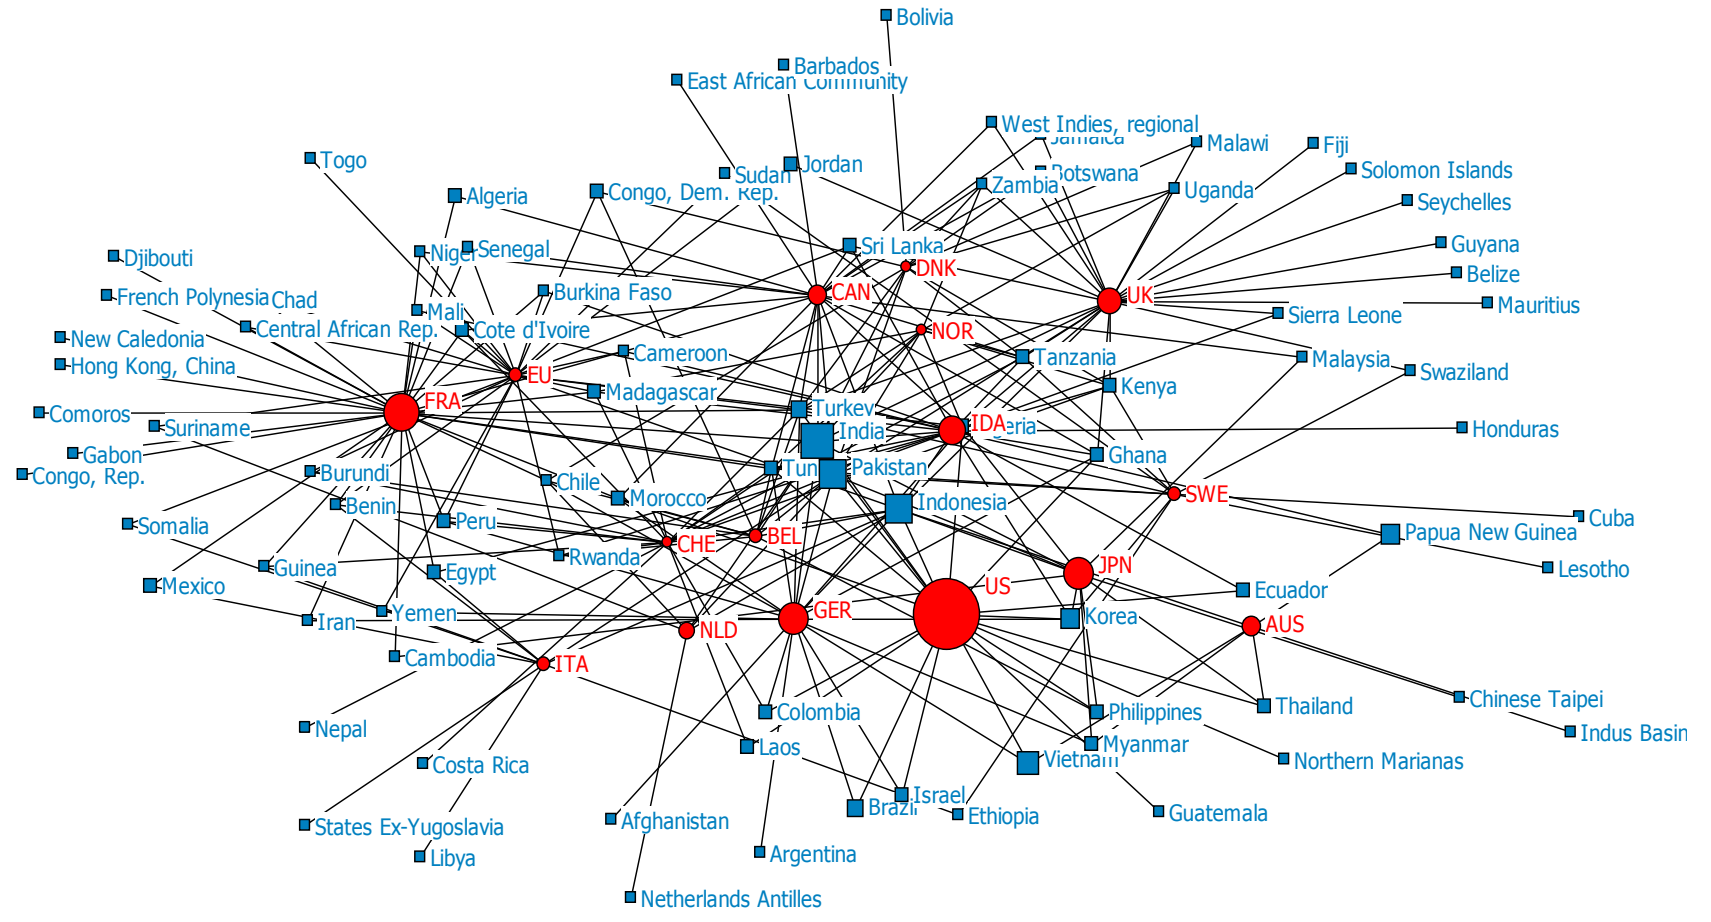 Bolivia
Barbados
East African Community
West Indies, regional
Jamaica
Malawi
Fiji
Togo
Jordan
Solomon Islands
Sudan
Botswana
Zambia
Uganda
Algeria
Congo, Dem. Rep.
Seychelles
Niger
Senegal
Sri Lanka
Guyana
Djibouti
DNK
Belize
French Polynesia
Chad
Burkina Faso
CAN
UK
Mauritius
Mali
Sierra Leone
New Caledonia
Central African Rep.
Cote d'Ivoire
NOR
Cameroon
Tanzania
Malaysia
Hong Kong, China
EU
Swaziland
Madagascar
Kenya
FRA
Comoros
Turkey
Suriname
India
IDA
eria
Honduras
Gabon
Ghana
Congo, Rep.
Burundi
Chile
Tun
Pakistan
Morocco
SWE
Benin
Indonesia
Somalia
Peru
Cuba
BEL
Papua New Guinea
CHE
Rwanda
Guinea
Egypt
JPN
Lesotho
Mexico
US
Ecuador
Iran
Yemen
GER
Korea
NLD
AUS
Cambodia
ITA
Chinese Taipei
Nepal
Colombia
Philippines
Thailand
Indus Basin
Laos
Myanmar
Vietnam
Costa Rica
Northern Marianas
Israel
Brazil
Ethiopia
Guatemala
States Ex-Yugoslavia
Afghanistan
Libya
Argentina
Netherlands Antilles